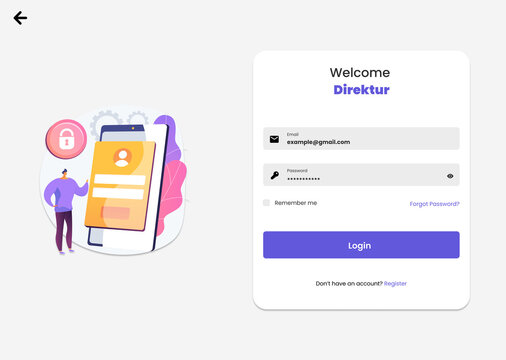 Welcome
Direktur
Email
example@gmail.com
Password
***********
Remember me
Forgot Password?
Login
Don't have an account? Register